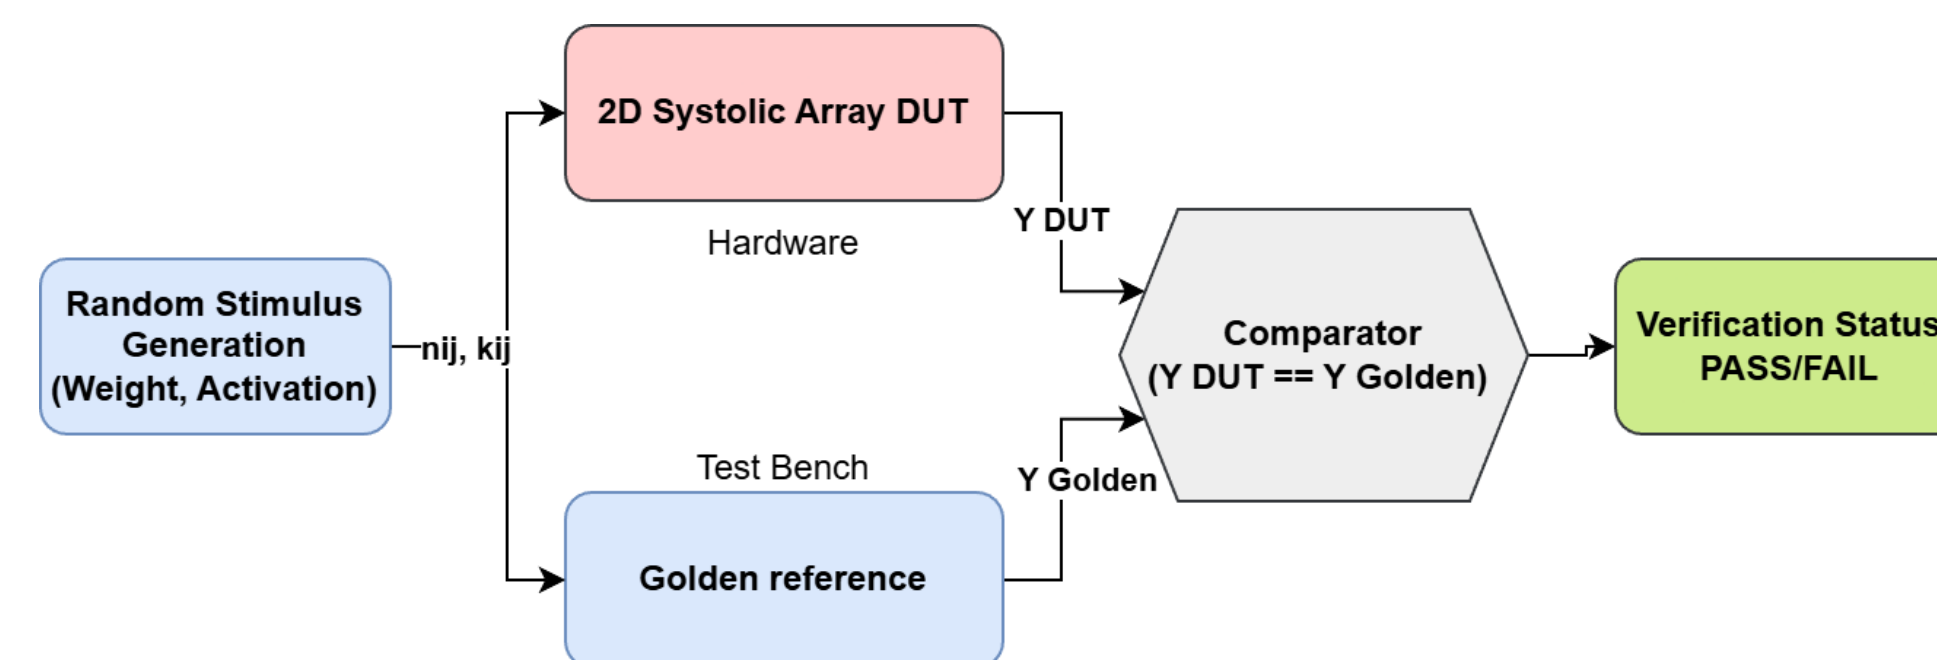 2D Systolic Array DUT
Hardware
Y DUT
Random Stimulus
Generation
(Weight, Activation)
nij, kij
Comparator
(Y DUT == Y Golden)
Verification Status
PASS/FAIL
Test Bench
Y Golden
Golden reference